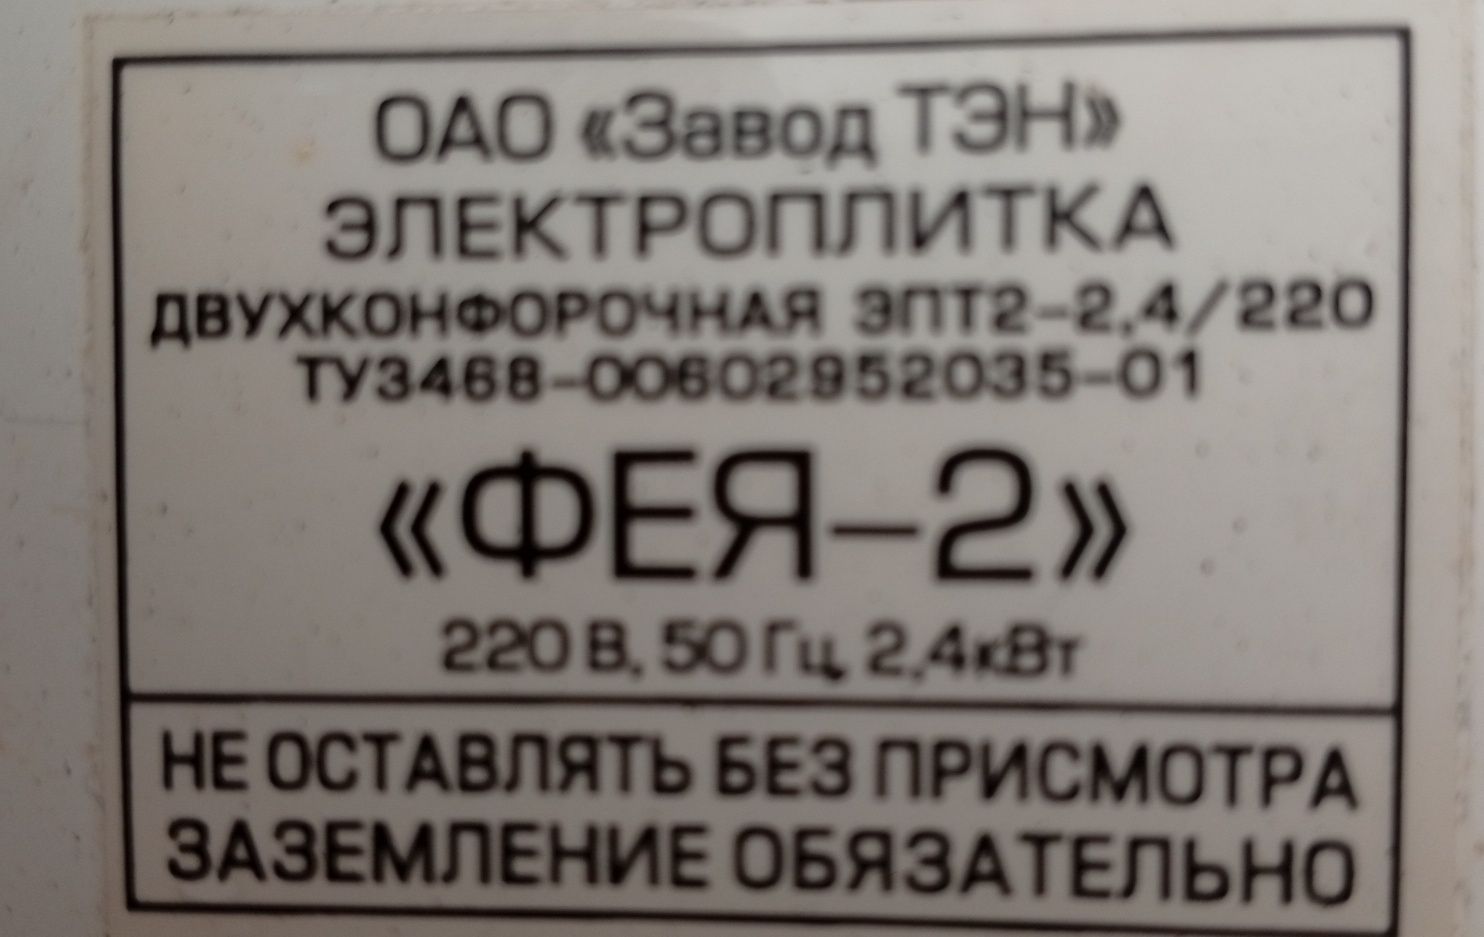 ОАО «Завод ТЭН»
ЭЛЕКТРОПЛИТКА
ДВУХКОНФОРОЧНАЯ ЭПТ2-2,4/220
ТУ3468-00602952035-01
«ФЕЯ-2»
220 В, 50 Гц, 2,4кВт
НЕ ОСТАВЛЯТЬ БЕЗ ПРИСМОТРА
ЗАЗЕМЛЕНИЕ ОБЯЗАТЕЛЬНО